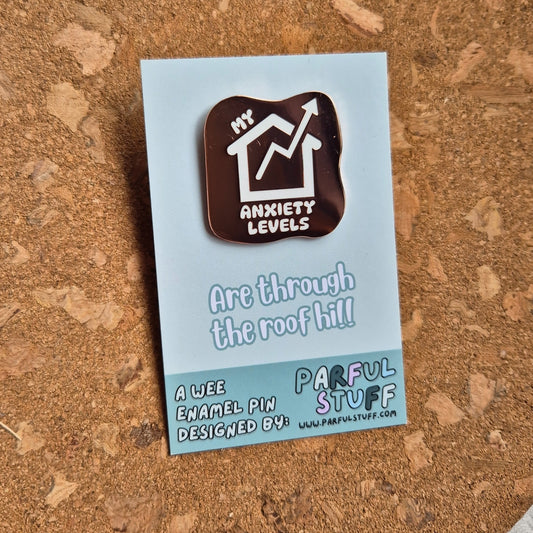 MY
ANXIETY
LEVELS
Are through
the roof hi!!
A WEE
ENAMEL PIN
DESIGNED BY:
PARFUL
STUFF
WWW.PARFULSTUFF.COM